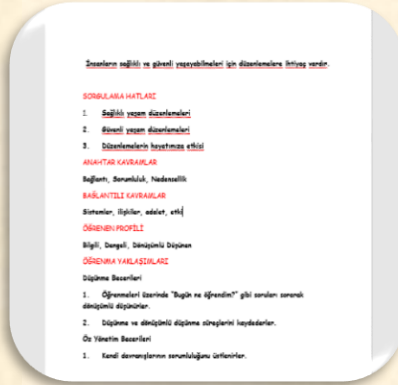 İnsanların sağlıklı ve güvenli yaşayabilmeleri için düzenlemelere ihtiyaç vardır.
SORGULAMA HATLARI
1. Sağlıklı yaşam düzenlemeleri
2. Güvenli yaşam düzenlemeleri
3. Düzenlemelerin hayatımıza etkisi
ANAHTAR KAVRAMLAR
Bağlantı, Sorumluluk, Nedensellik
BAĞLANTILI KAVRAMLAR
Sistemler, ilişkiler, adalet, etki
ÖĞRENEN PROFİLİ
Bilgili, Dengeli, Dönüşümlü Düşünen
ÖĞRENMA YAKLAŞIMLARI
Düşünme Becerileri
1. Öğrenmeleri üzerinde "Bugün ne öğrendim?" gibi soruları sorarak
dönüşümlü düşünürler.
2. Düşünme ve dönüşümlü düşünme süreçlerini kaydederler.
Öz Yönetim Becerileri
1. Kendi davranışlarının sorumluluğunu üstlenirler.